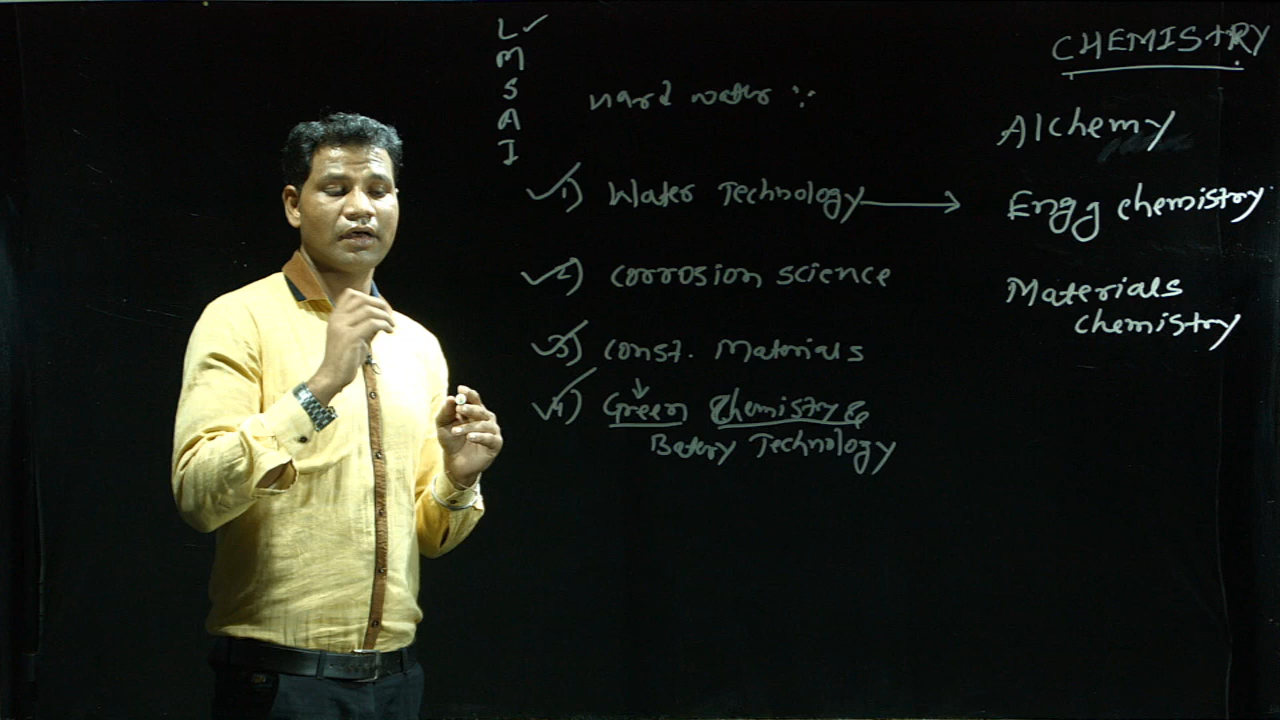 L ✓
M
S
A
I
Hard water :-
✓1) Water Technology →
✓2) corrosion science
✓3) const. Materials
✓4) Green chemistry &
Battery Technology
CHEMISTRY
Alchemy
Engg chemistry
Materials
chemistry